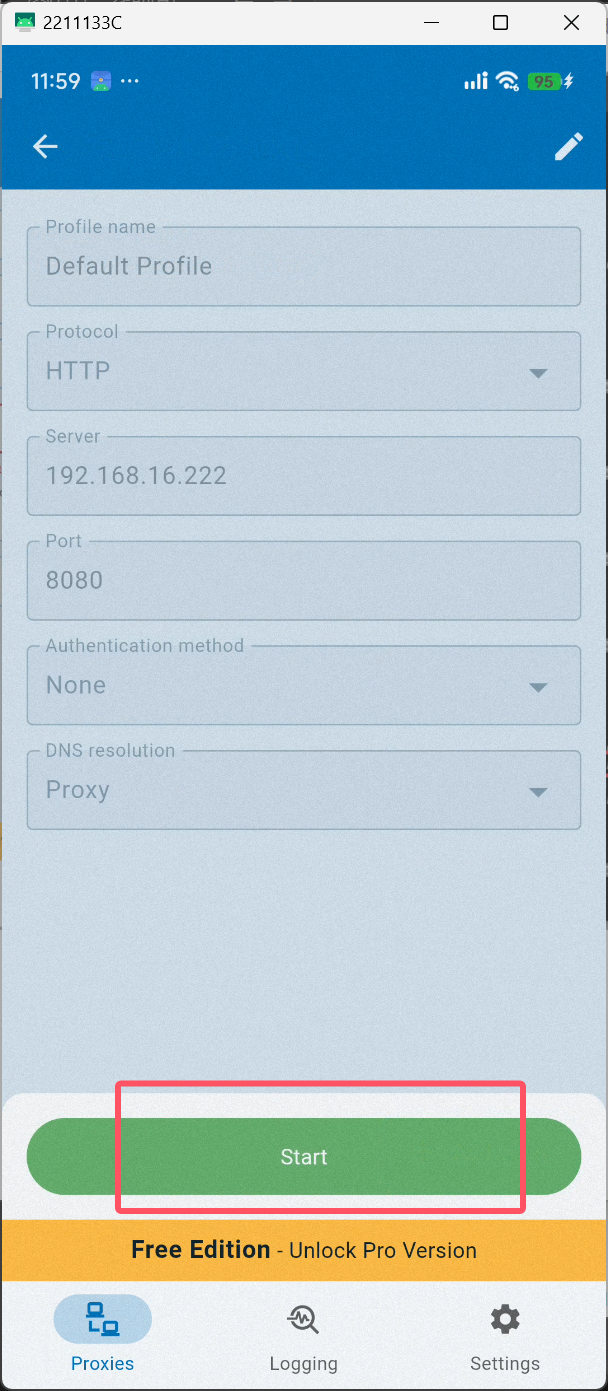 2211133C
11:59
95
Profile name
Default Profile
Protocol
HTTP
Server
192.168.16.222
Port
8080
Authentication method
None
DNS resolution
Proxy
Start
Free Edition - Unlock Pro Version
Proxies
Logging
Settings